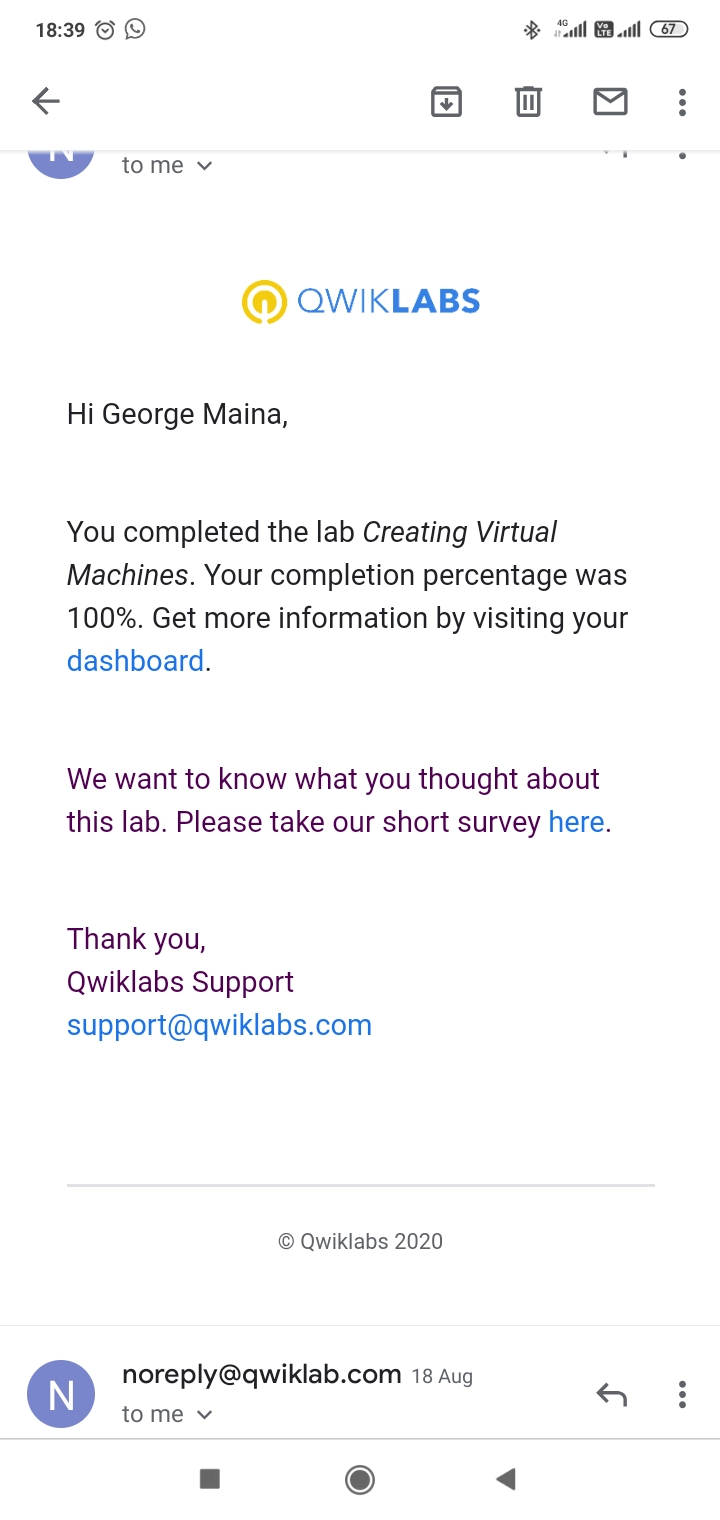 18:39
4G
Vo
LTE
67
to me
QWIKLABS
Hi George Maina,
You completed the lab Creating Virtual
Machines. Your completion percentage was
100%. Get more information by visiting your
dashboard.
We want to know what you thought about
this lab. Please take our short survey here.
Thank you,
Qwiklabs Support
support@qwiklabs.com
© Qwiklabs 2020
N
noreply@qwiklab.com 18 Aug
to me